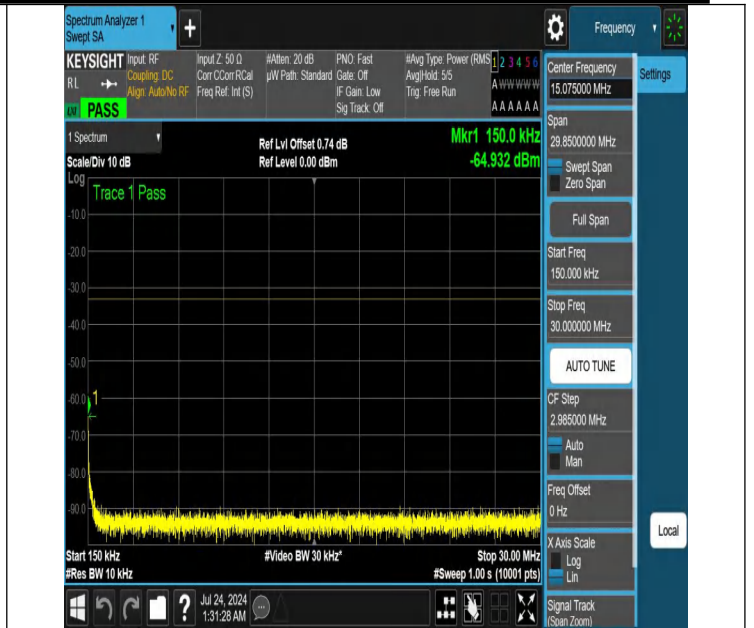 Spectrum Analyzer 1
Swept SA
Frequency
KEYSIGHT
RL
PASS
Input: RF
Coupling: DC
Align: Auto/No RF
Input Z: 50 Ω
Corr CCorr RCal
Freq Ref: Int (S)
#Atten: 20 dB
µW Path: Standard
PNO: Fast
Gate: Off
IF Gain: Low
Sig Track: Off
#Avg Type: Power (RMS
Avg|Hold: 5/5
Trig: Free Run
1 2 3 4 5 6
A W W W W W
A A A A A A
1 Spectrum
Scale/Div 10 dB
Log
Ref Lvl Offset 0.74 dB
Ref Level 0.00 dBm
Mkr1 150.0 kHz
-64.932 dBm
Trace 1 Pass
-10.0
-20.0
-30.0
-40.0
-50.0
-60.0
1
-70.0
-80.0
-90.0
Start 150 kHz
#Res BW 10 kHz
#Video BW 30 kHz*
Stop 30.00 MHz
#Sweep 1.00 s (10001 pts)
Jul 24, 2024
1:31:28 AM
Center Frequency
15.075000 MHz
Settings
Span
29.8500000 MHz
Swept Span
Zero Span
Full Span
Start Freq
150.000 kHz
Stop Freq
30.000000 MHz
AUTO TUNE
CF Step
2.985000 MHz
Auto
Man
Freq Offset
0 Hz
X Axis Scale
Log
Lin
Local
Signal Track
(Span Zoom)